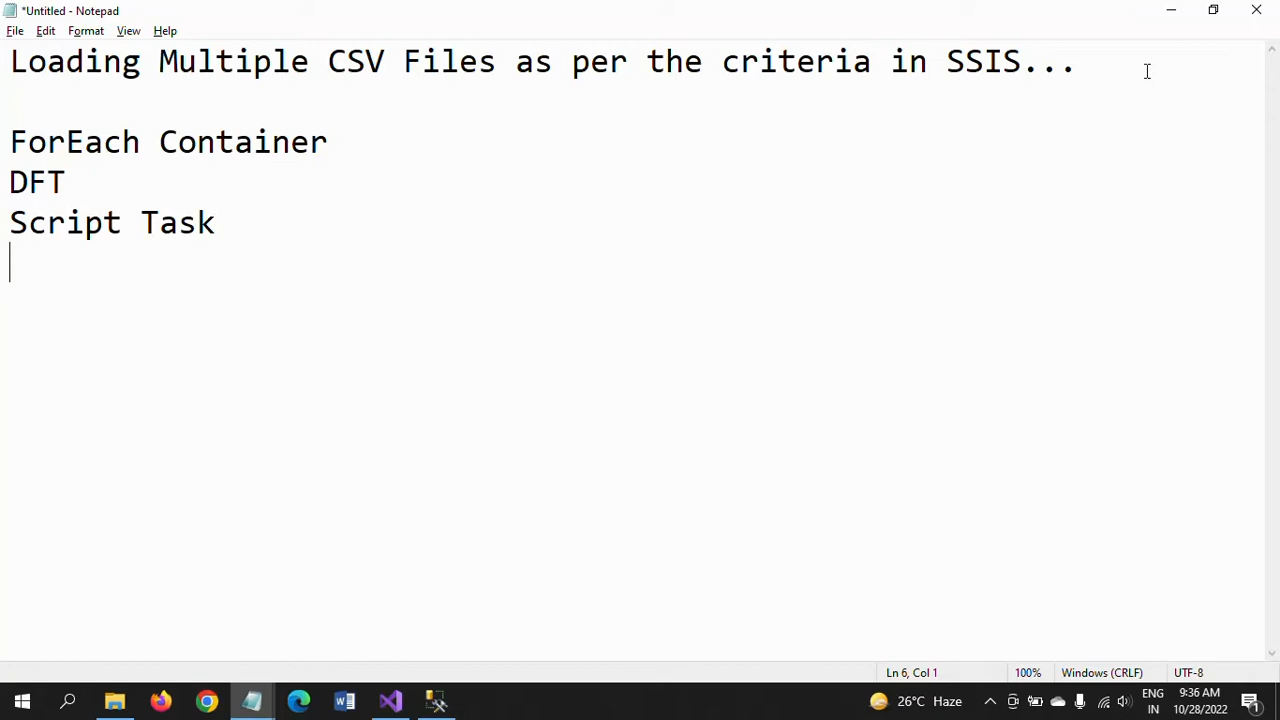 *Untitled - Notepad
File Edit Format View Help
Loading Multiple CSV Files as per the criteria in SSIS...
ForEach Container
DFT
Script Task
Ln 6, Col 1 100% Windows (CRLF) UTF-8
26°C Haze ENG 9:36 AM
IN 10/28/2022 1